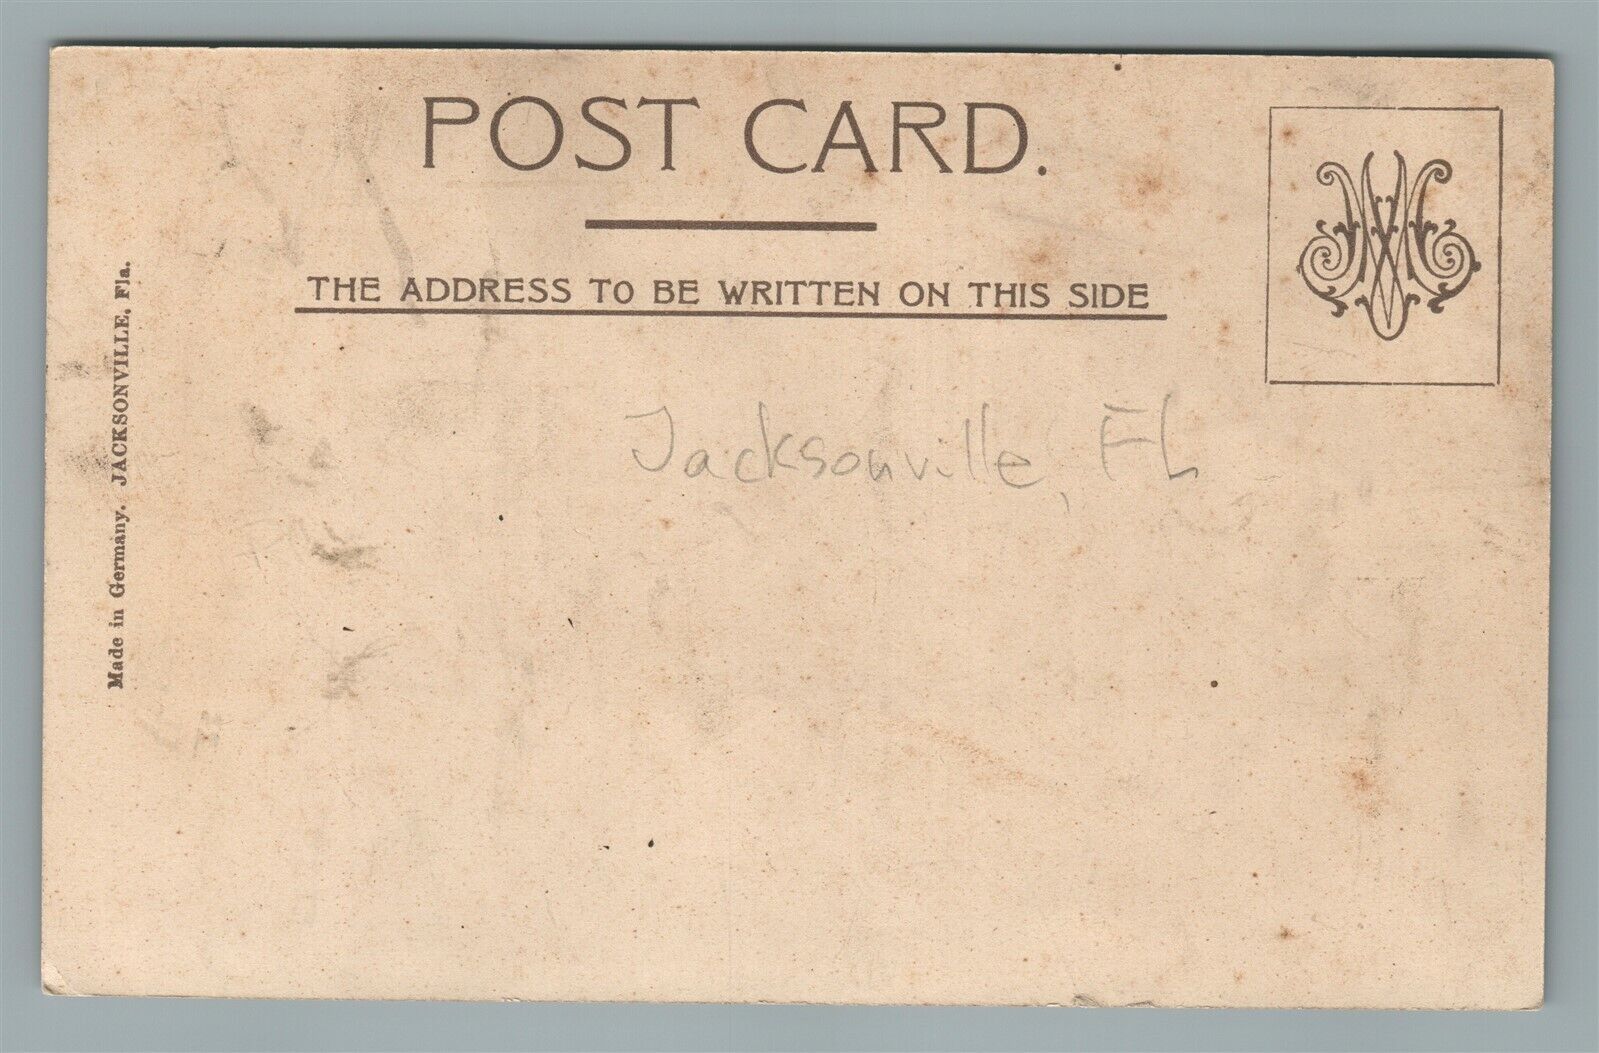 POST CARD.
THE ADDRESS TO BE WRITTEN ON THIS SIDE
Jacksonville, FL
Made in Germany. JACKSONVILLE, Fla.